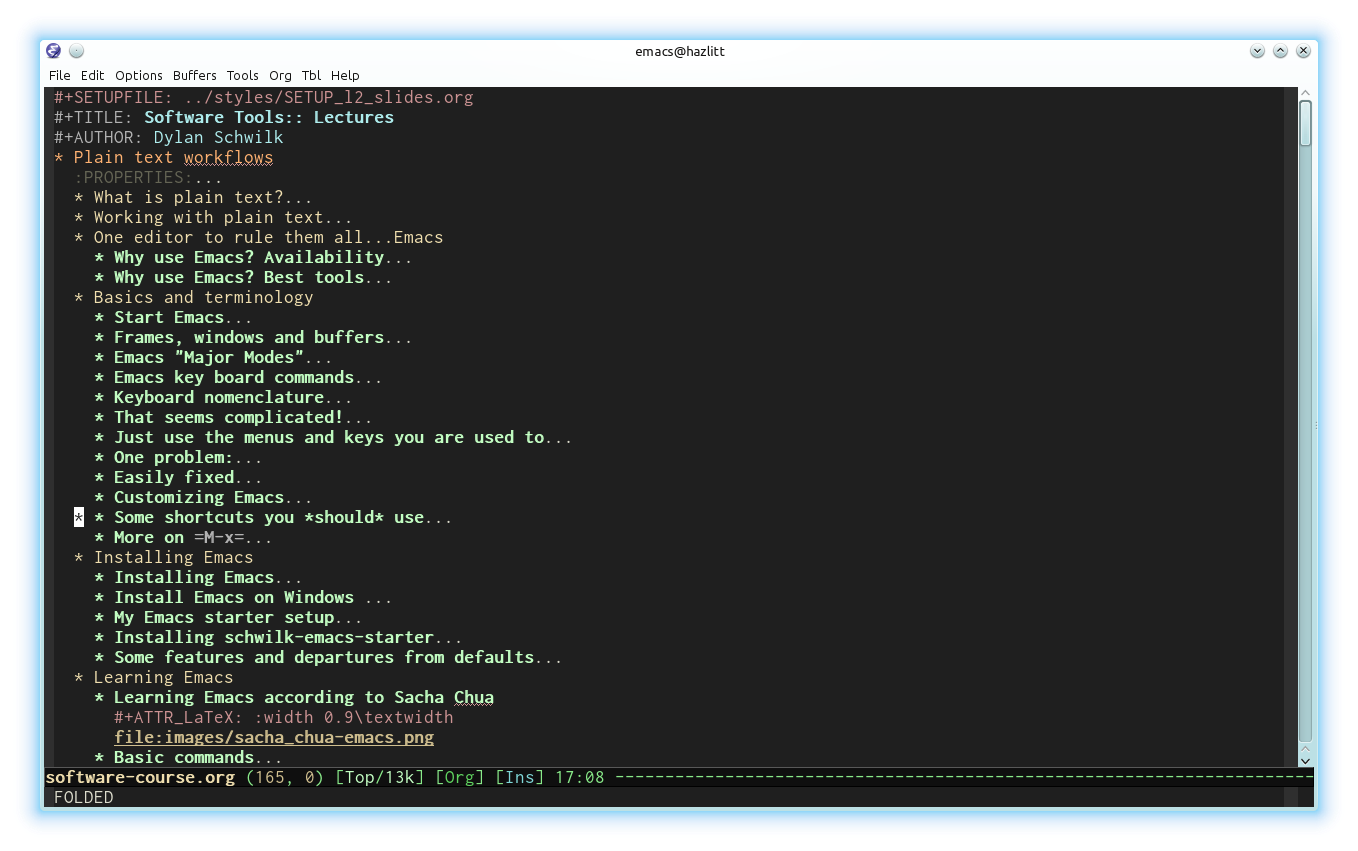 emacs@hazlitt
File Edit Options Buffers Tools Org Tbl Help
#+SETUPFILE: ../styles/SETUP_l2_slides.org
#+TITLE: Software Tools:: Lectures
#+AUTHOR: Dylan Schwilk
* Plain text workflows
:PROPERTIES:...
* What is plain text?...
* Working with plain text...
* One editor to rule them all...Emacs
* Why use Emacs? Availability...
* Why use Emacs? Best tools...
* Basics and terminology
* Start Emacs...
* Frames, windows and buffers...
* Emacs "Major Modes"...
* Emacs key board commands...
* Keyboard nomenclature...
* That seems complicated!...
* Just use the menus and keys you are used to...
* One problem:...
* Easily fixed...
* Customizing Emacs...
* * Some shortcuts you *should* use...
* More on =M-x=...
* Installing Emacs
* Installing Emacs...
* Install Emacs on Windows ...
* My Emacs starter setup...
* Installing schwilk-emacs-starter...
* Some features and departures from defaults...
* Learning Emacs
* Learning Emacs according to Sacha Chua
#+ATTR_LaTeX: :width 0.9\textwidth
file:images/sacha_chua-emacs.png
* Basic commands...
software-course.org (165, 0) [Top/13k] [Org] [Ins] 17:08 ----------------------------------------------------------------------
FOLDED